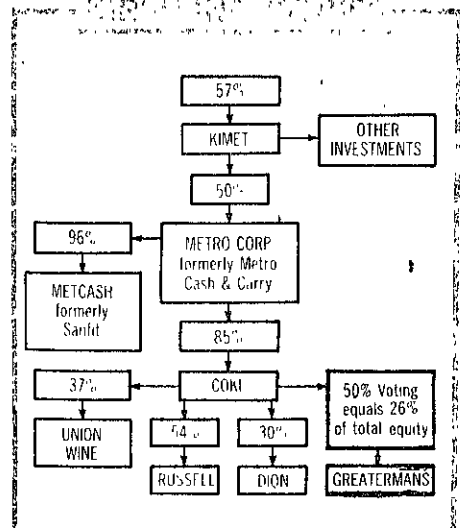 57%
KIMET
OTHER
INVESTMENTS
50%
96%
METRO CORP
formerly Metro
Cash & Carry
METCASH
formerly
Sanfit
85%
37%
COKI
50% Voting
equals 26%
of total equity
UNION
WINE
54%
30%
RUSSELL
DION
GREATERMANS